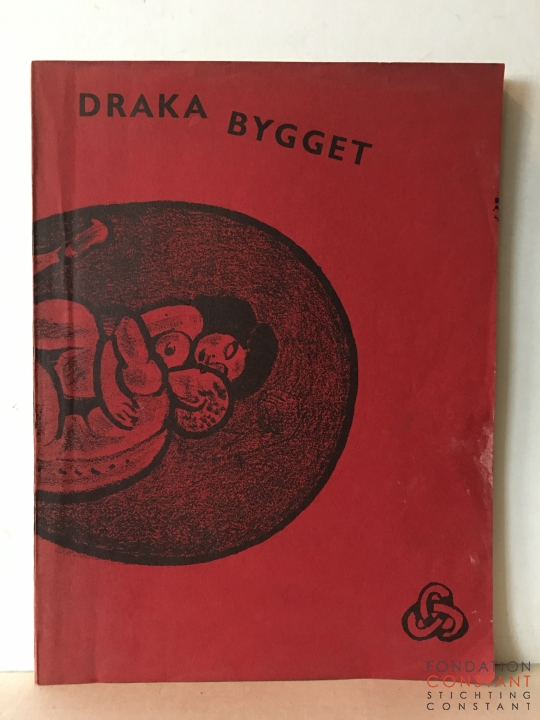 DRAKA BYGGET
FONDATION
CONSTANT
STICHTING
CONSTANT